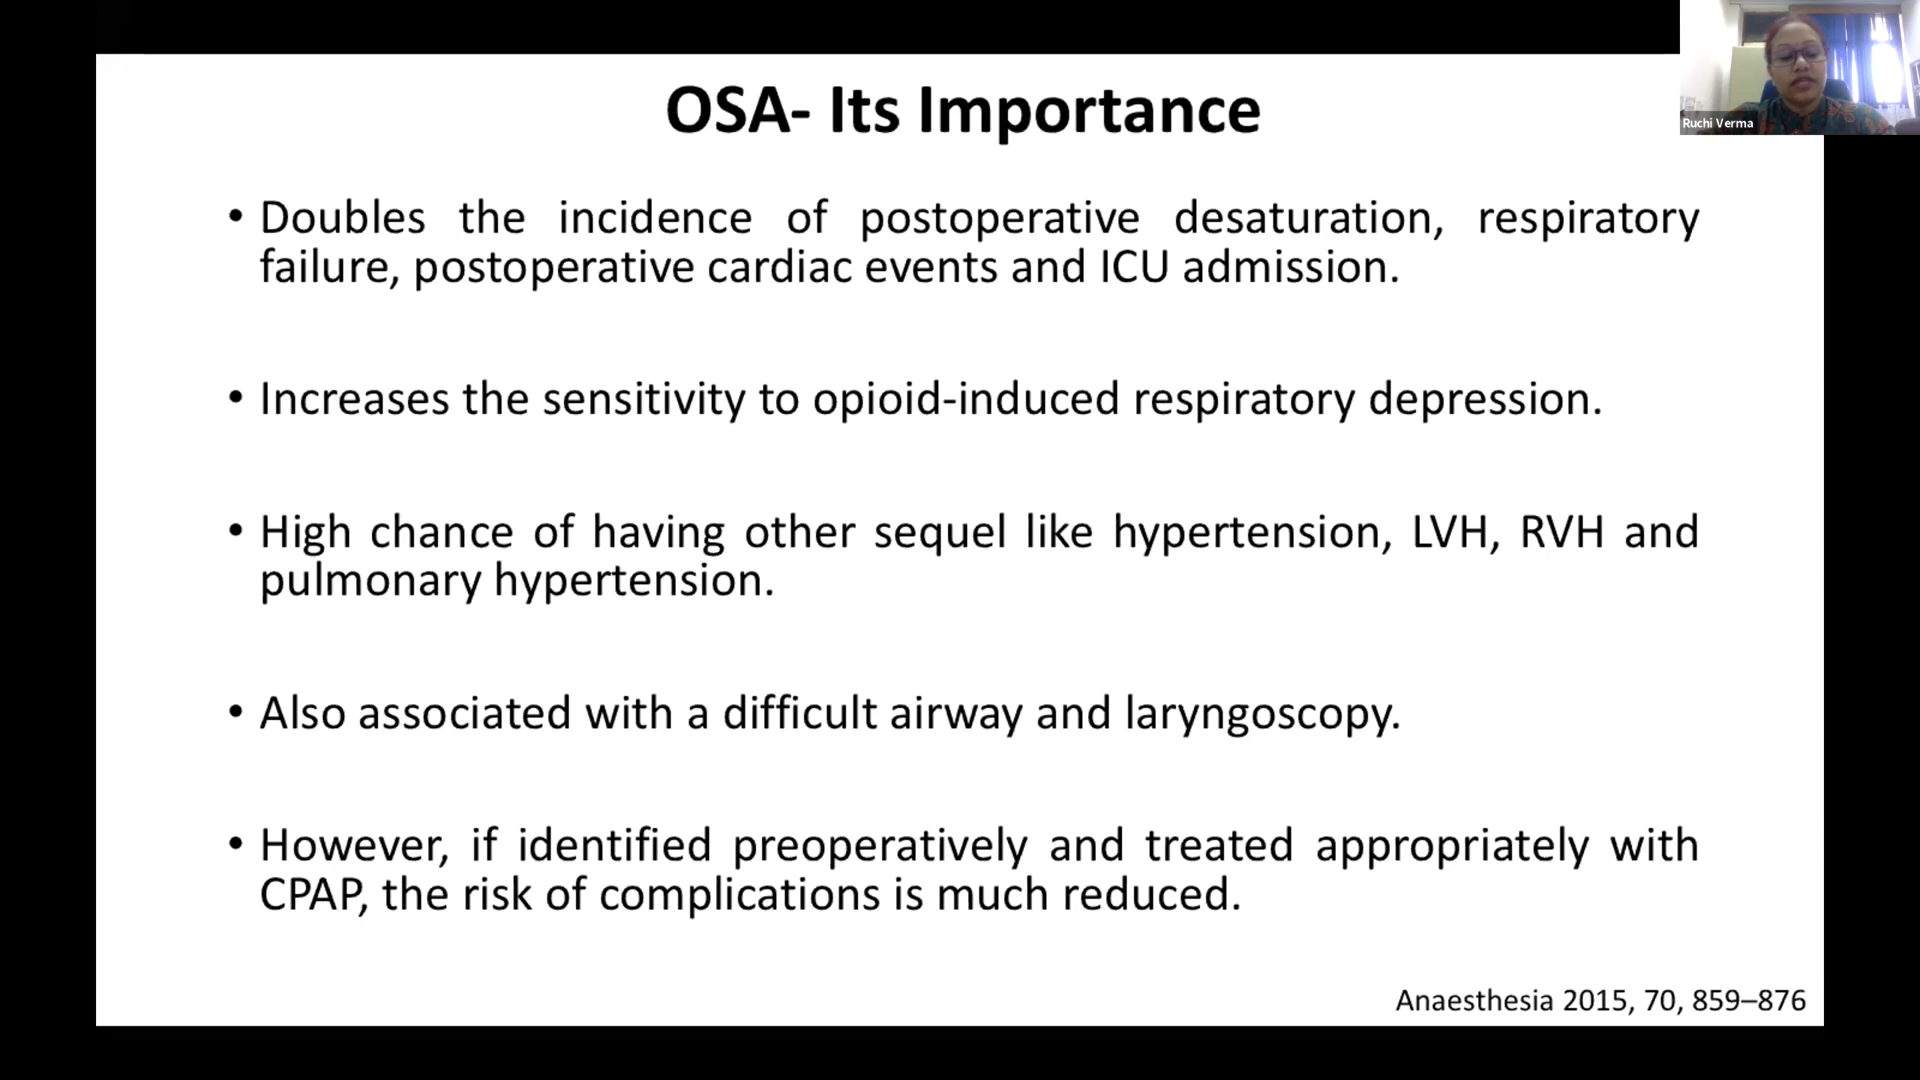 OSA- Its Importance
Ruchi Verma
• Doubles the incidence of postoperative desaturation, respiratory
failure, postoperative cardiac events and ICU admission.
• Increases the sensitivity to opioid-induced respiratory depression.
• High chance of having other sequel like hypertension, LVH, RVH and
pulmonary hypertension.
• Also associated with a difficult airway and laryngoscopy.
• However, if identified preoperatively and treated appropriately with
CPAP, the risk of complications is much reduced.
Anaesthesia 2015, 70, 859–876